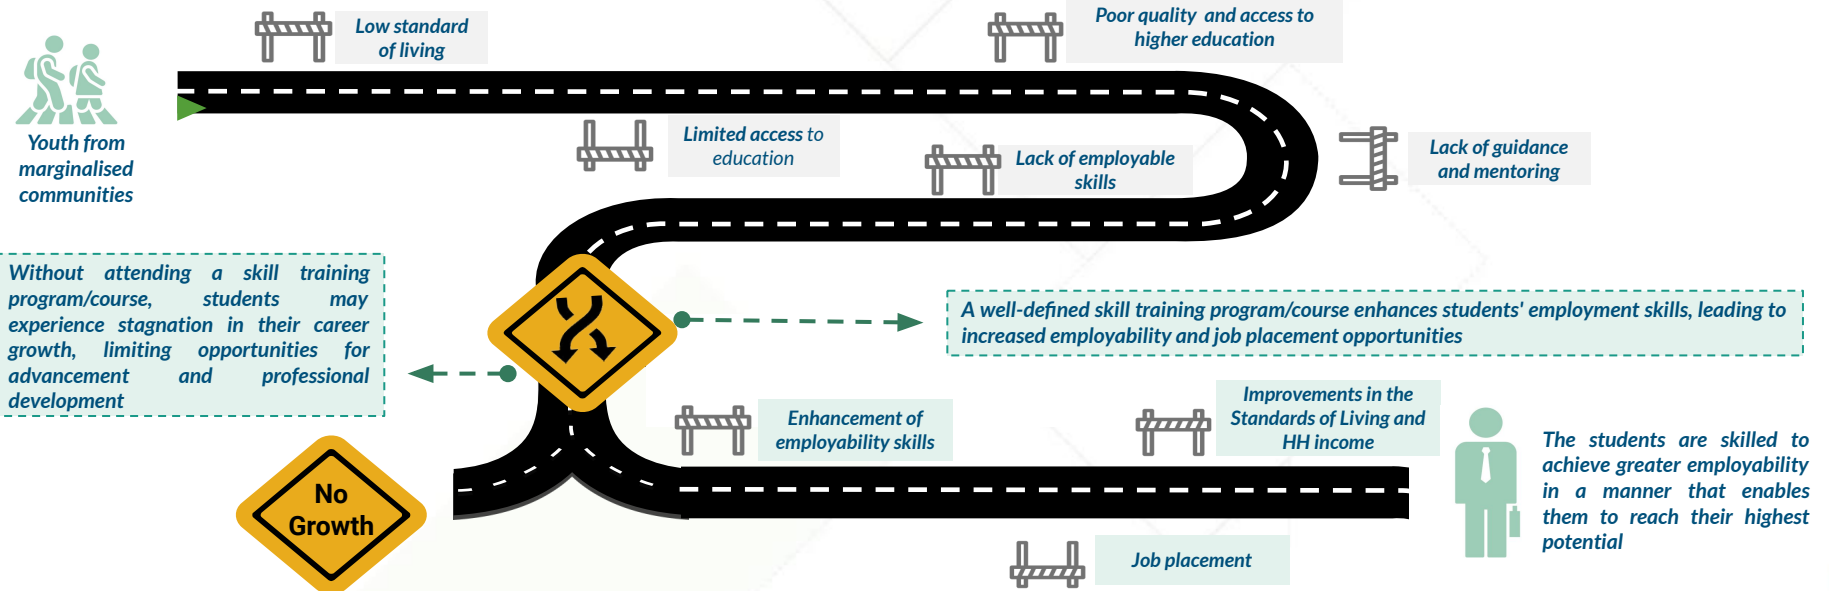 Low standard
of living
Poor quality and access to
higher education
Youth from
marginalised
communities
Limited access to
education
Lack of employable
skills
Lack of guidance
and mentoring
Without attending a skill training
program/course, students may
experience stagnation in their career
growth, limiting opportunities for
advancement and professional
development
A well-defined skill training program/course enhances students' employment skills, leading to
increased employability and job placement opportunities
Enhancement of
employability skills
Improvements in the
Standards of Living and
HH income
The students are skilled to
achieve greater employability
in a manner that enables
them to reach their highest
potential
No
Growth
Job placement